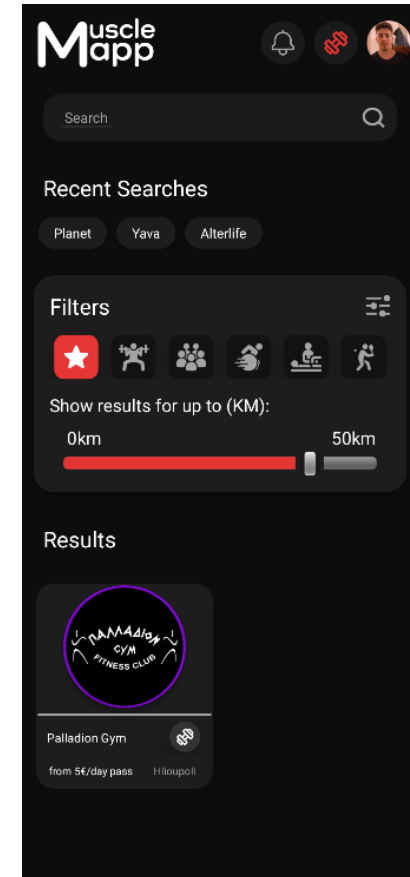 Muscle
Mapp
Search
Recent Searches
Planet
Yava
Alterlife
Filters
Show results for up to (KM):
0km
50km
Results
ΠΑΛΛΑΔΙΟΝ
GYM
FITNESS CLUB
Palladion Gym
from 5€/day pass
Hlioupoli